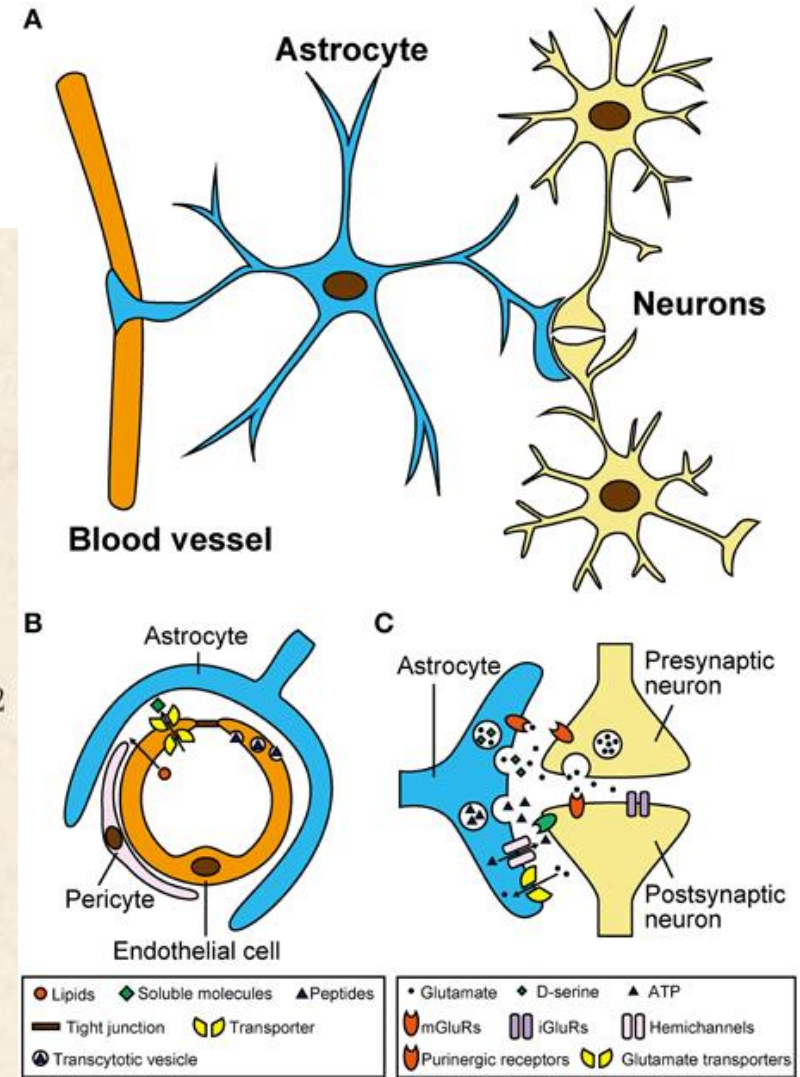 A
Astrocyte
Neurons
Blood vessel
B
Astrocyte
Pericyte
Endothelial cell
C
Astrocyte
Presynaptic
neuron
Postsynaptic
neuron
Lipids Soluble molecules Peptides
Tight junction Transporter
Transcytotic vesicle
Glutamate D-serine ATP
mGluRs iGluRs Hemichannels
Purinergic receptors Glutamate transporters
2